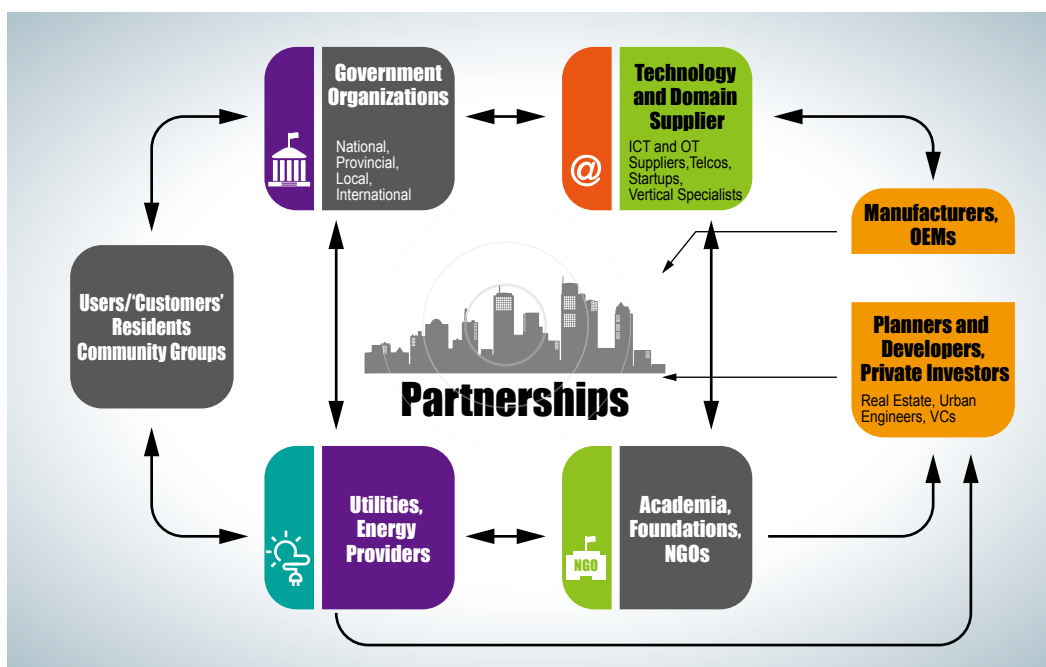 Government
Organizations
National,
Provincial,
Local,
International
@
Technology
and Domain
Supplier
ICT and OT
Suppliers,Telcos,
Startups,
Vertical Specialists
Manufacturers,
OEMs
Users/‘Customers’
Residents
Community Groups
Partnerships
Planners and
Developers,
Private Investors
Real Estate, Urban
Engineers, VCs
Utilities,
Energy
Providers
NGO
Academia,
Foundations,
NGOs